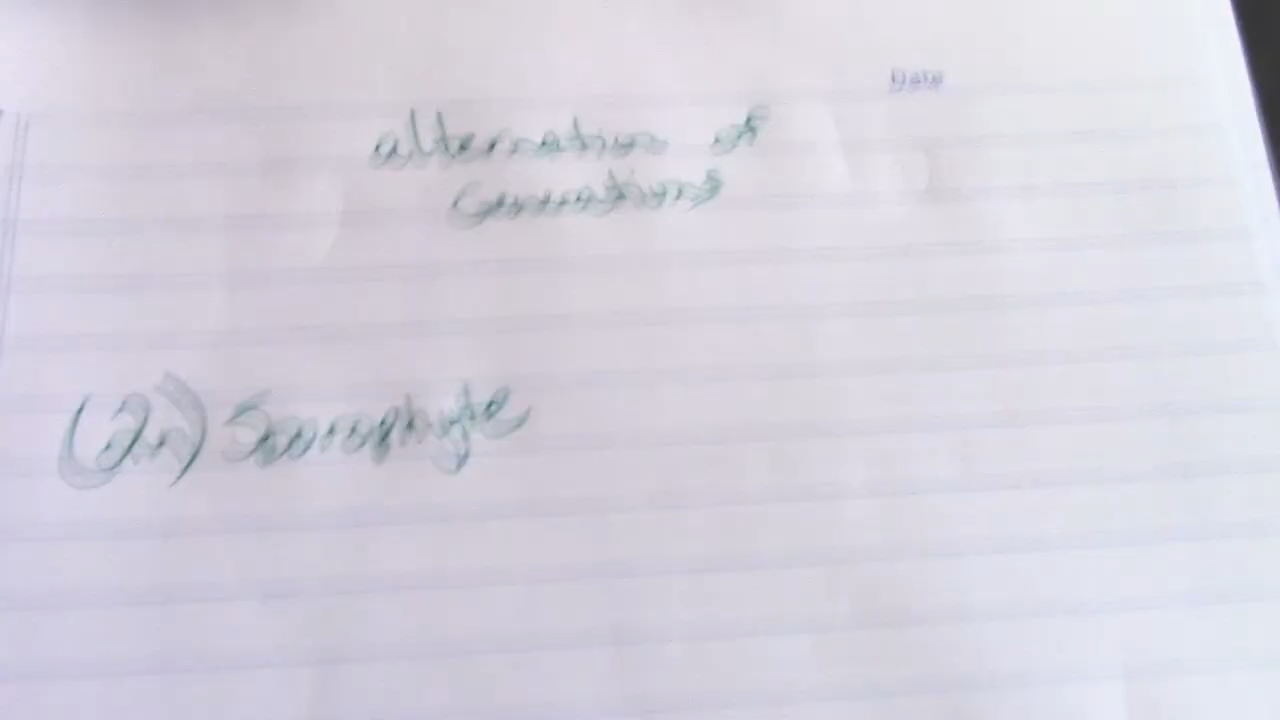 Date
alternation of
Generations
(2n) Sporophyte